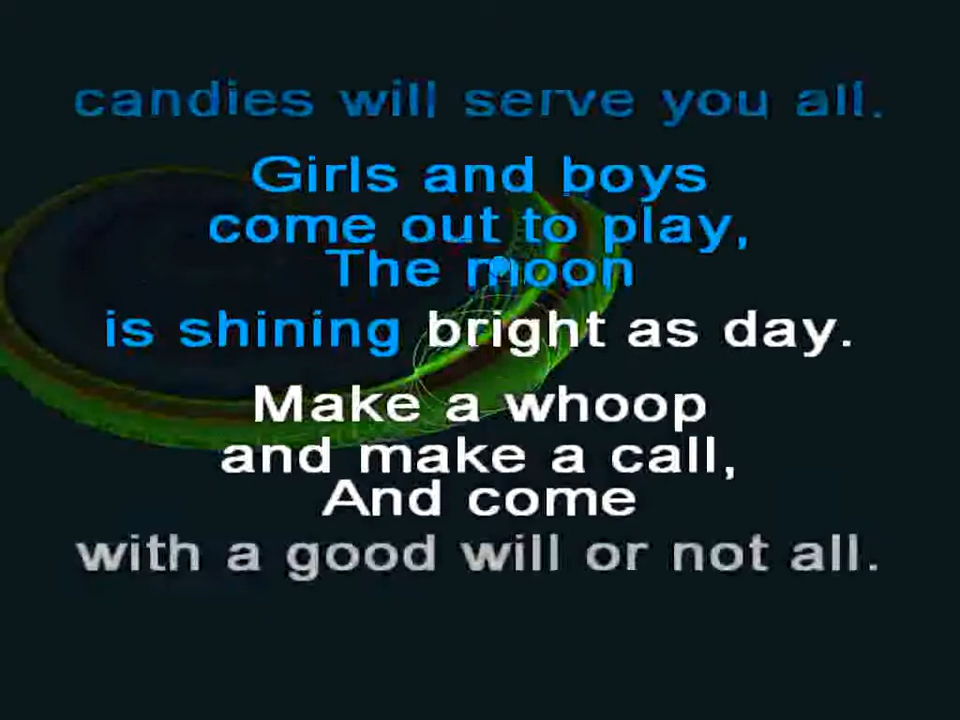 candies will serve you all.
Girls and boys
come out to play,
The moon
is shining bright as day.
Make a whoop
and make a call,
And come
with a good will or not all.